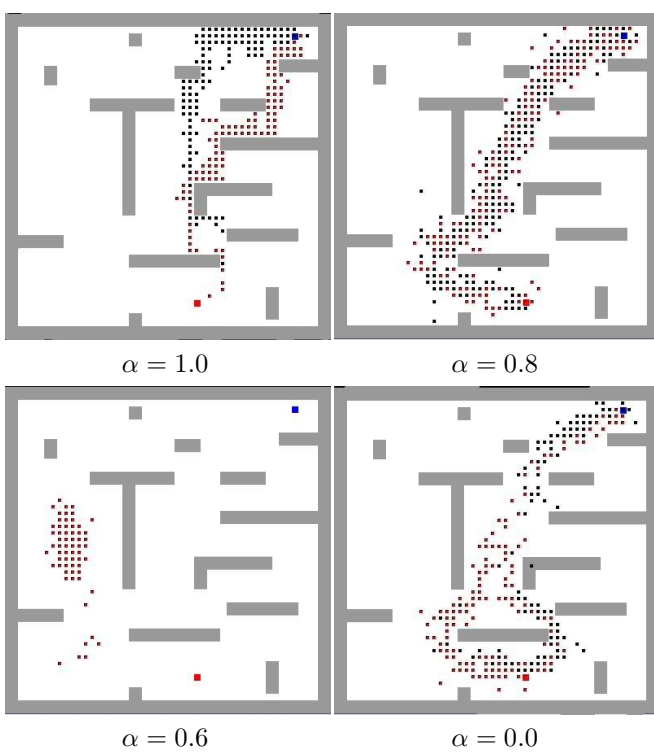 α = 1.0
α = 0.8
α = 0.6
α = 0.0